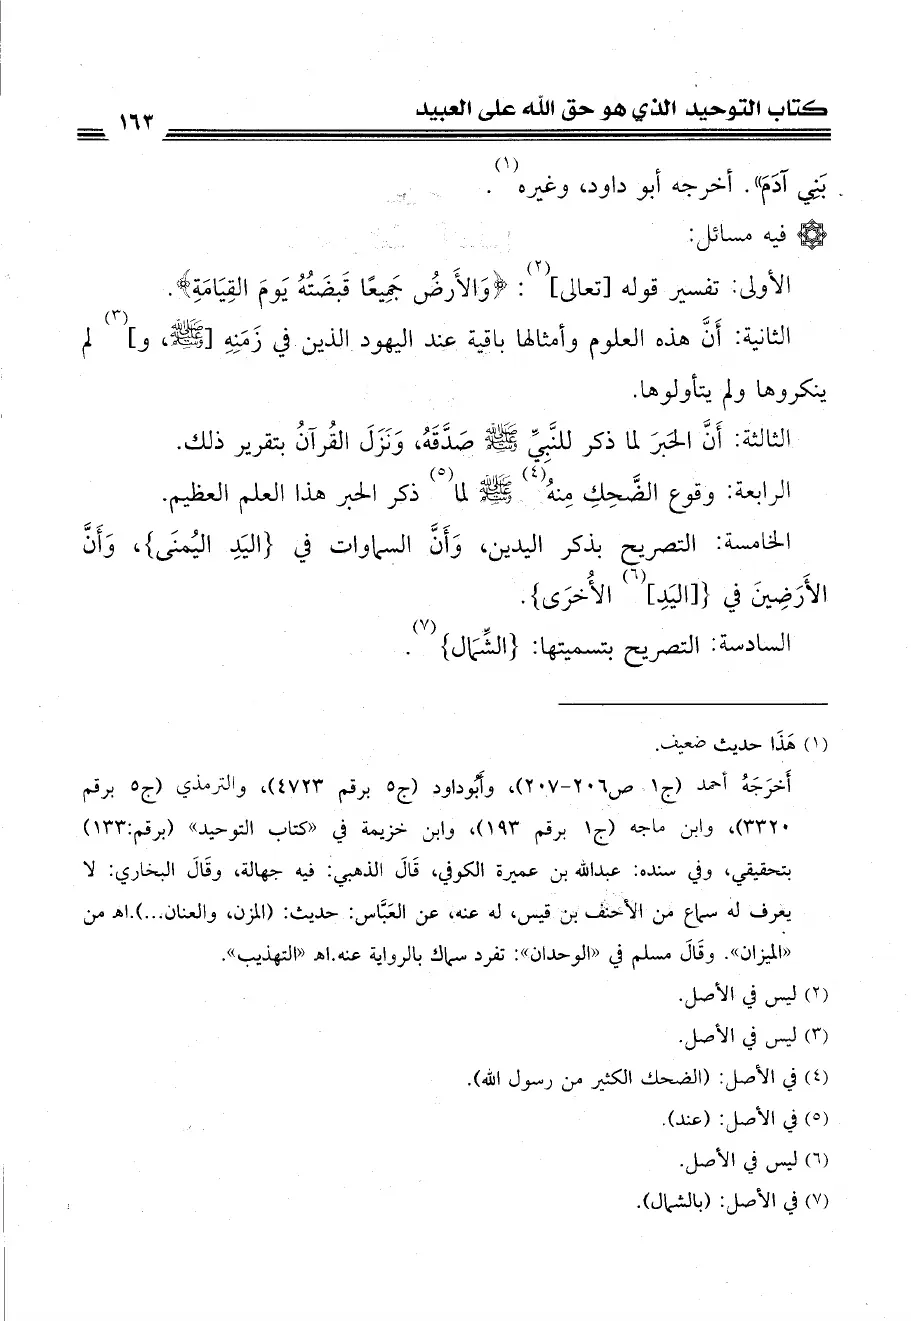 كتاب التوحيد الذي هو حق الله على العبيد ١٦٣
بَنِي آدَمَ». أخرجه أبو داود، وغيره(١).
فيه مسائل:
الأولى: تفسير قوله [تعالى](٢): ﴿وَالأَرضُ جَمِيعًا قَبضَتُهُ يَومَ القِيَامَةِ﴾.
الثانية: أنَّ هذه العلوم وأمثالها باقية عند اليهود الذين في زَمَنِهِ [ﷺ، و](٣) لم
ينكروها ولم يتأولوها.
الثالثة: أنَّ الخَبَرَ لما ذكر للنَّبِيِّ ﷺ صَدَّقَهُ، وَنَزَلَ القُرآنُ بتقرير ذلك.
الرابعة: وقوع الضَّحِكِ مِنهُ(٤) ﷺ لما(٥) ذكر الخبر هذا العلم العظيم.
الخامسة: التصريح بذكر اليدين، وَأَنَّ السماوات في {اليَدِ اليُمنَى}، وَأَنَّ
الأَرَضِينَ في {[اليَدِ](٦) الأُخرَى}.
السادسة: التصريح بتسميتها: {الشِّمَال}(٧).
(١) هَذَا حديث ضعيف.
أَخرَجَهُ أحمد (ج١ ص٢٠٦-٢٠٧)، وأَبُوداود (ج٥ برقم ٤٧٢٣)، والترمذي (ج٥ برقم
٣٣٢٠)، وابن ماجه (ج١ برقم ١٩٣)، وابن خزيمة في «كتاب التوحيد» (برقم:١٣٣)
بتحقيقي، وفي سنده: عبدالله بن عميرة الكوفي، قَالَ الذهبي: فيه جهالة، وقَالَ البخاري: لا
يعرف له سماع من الأحنف بن قيس، له عنه، عن العَبَّاس: حديث: (المزن، والعنان...).اهـ من
«الميزان». وقَالَ مسلم في «الوحدان»: تفرد سماك بالرواية عنه.اهـ «التهذيب».
(٢) ليس في الأصل.
(٣) ليس في الأصل.
(٤) في الأصل: (الضحك الكثير من رسول الله).
(٥) في الأصل: (عند).
(٦) ليس في الأصل.
(٧) في الأصل: (بالشمال).